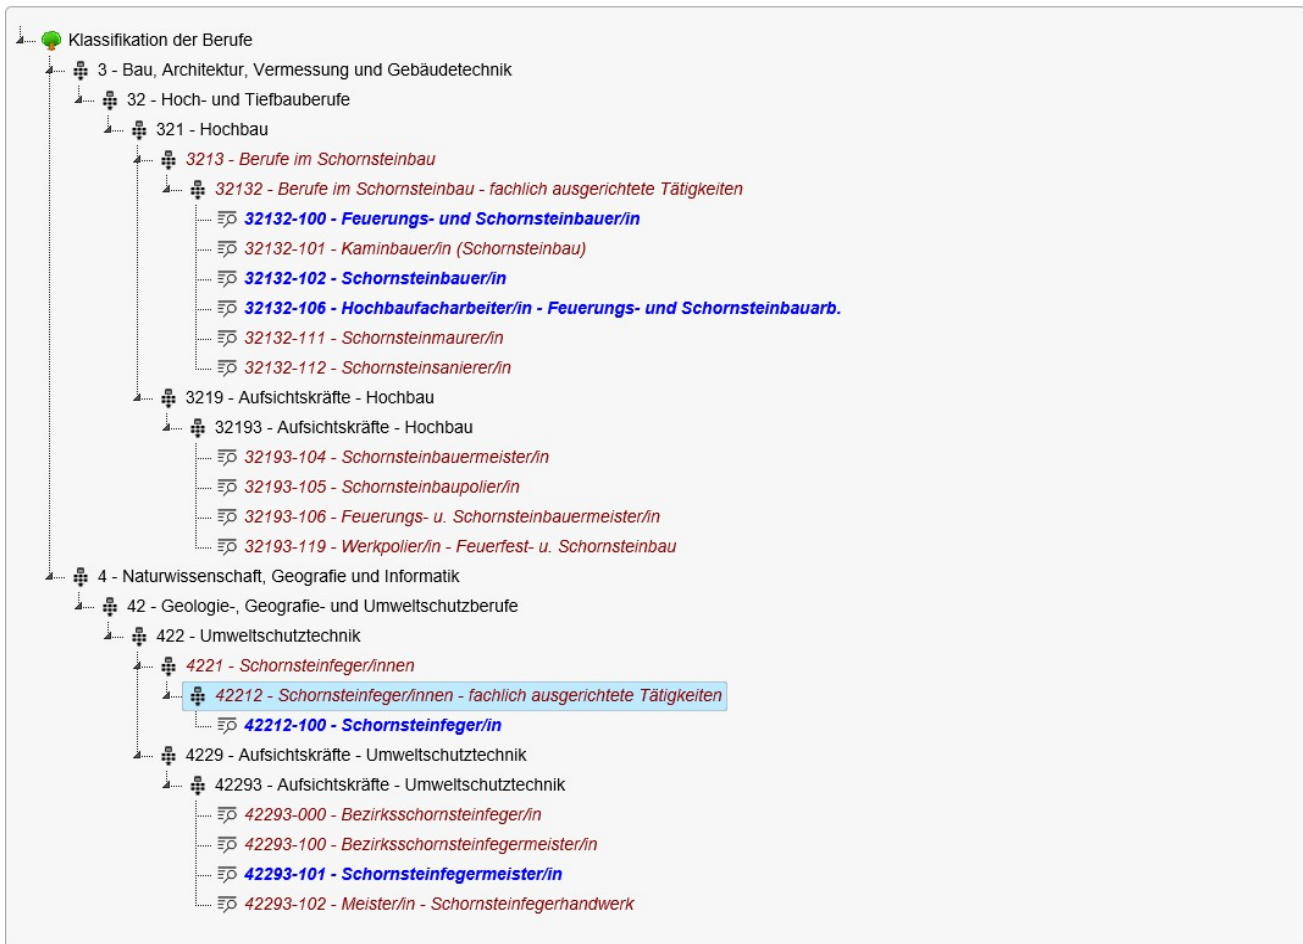 Klassifikation der Berufe
3 - Bau, Architektur, Vermessung und Gebäudetechnik
32 - Hoch- und Tiefbauberufe
321 - Hochbau
3213 - Berufe im Schornsteinbau
32132 - Berufe im Schornsteinbau - fachlich ausgerichtete Tätigkeiten
32132-100 - Feuerungs- und Schornsteinbauer/in
32132-101 - Kaminbauer/in (Schornsteinbau)
32132-102 - Schornsteinbauer/in
32132-106 - Hochbaufacharbeiter/in - Feuerungs- und Schornsteinbauarb.
32132-111 - Schornsteinmaurer/in
32132-112 - Schornsteinsanierer/in
3219 - Aufsichtskräfte - Hochbau
32193 - Aufsichtskräfte - Hochbau
32193-104 - Schornsteinbauermeister/in
32193-105 - Schornsteinbaupolier/in
32193-106 - Feuerungs- u. Schornsteinbauermeister/in
32193-119 - Werkpolier/in - Feuerfest- u. Schornsteinbau
4 - Naturwissenschaft, Geografie und Informatik
42 - Geologie-, Geografie- und Umweltschutzberufe
422 - Umweltschutztechnik
4221 - Schornsteinfeger/innen
42212 - Schornsteinfeger/innen - fachlich ausgerichtete Tätigkeiten
42212-100 - Schornsteinfeger/in
4229 - Aufsichtskräfte - Umweltschutztechnik
42293 - Aufsichtskräfte - Umweltschutztechnik
42293-000 - Bezirksschornsteinfeger/in
42293-100 - Bezirksschornsteinfegermeister/in
42293-101 - Schornsteinfegermeister/in
42293-102 - Meister/in - Schornsteinfegerhandwerk